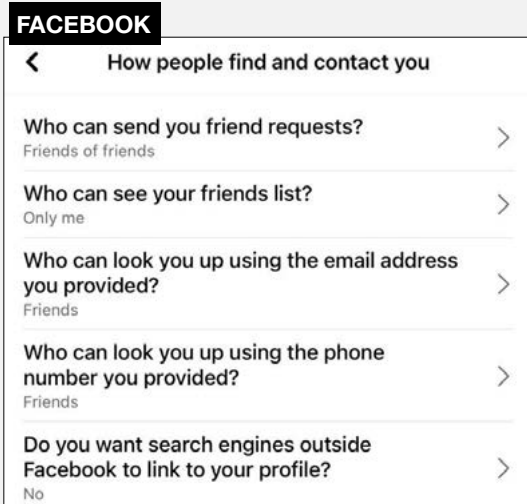 FACEBOOK
How people find and contact you
Who can send you friend requests?
Friends of friends
Who can see your friends list?
Only me
Who can look you up using the email address
you provided?
Friends
Who can look you up using the phone
number you provided?
Friends
Do you want search engines outside
Facebook to link to your profile?
No